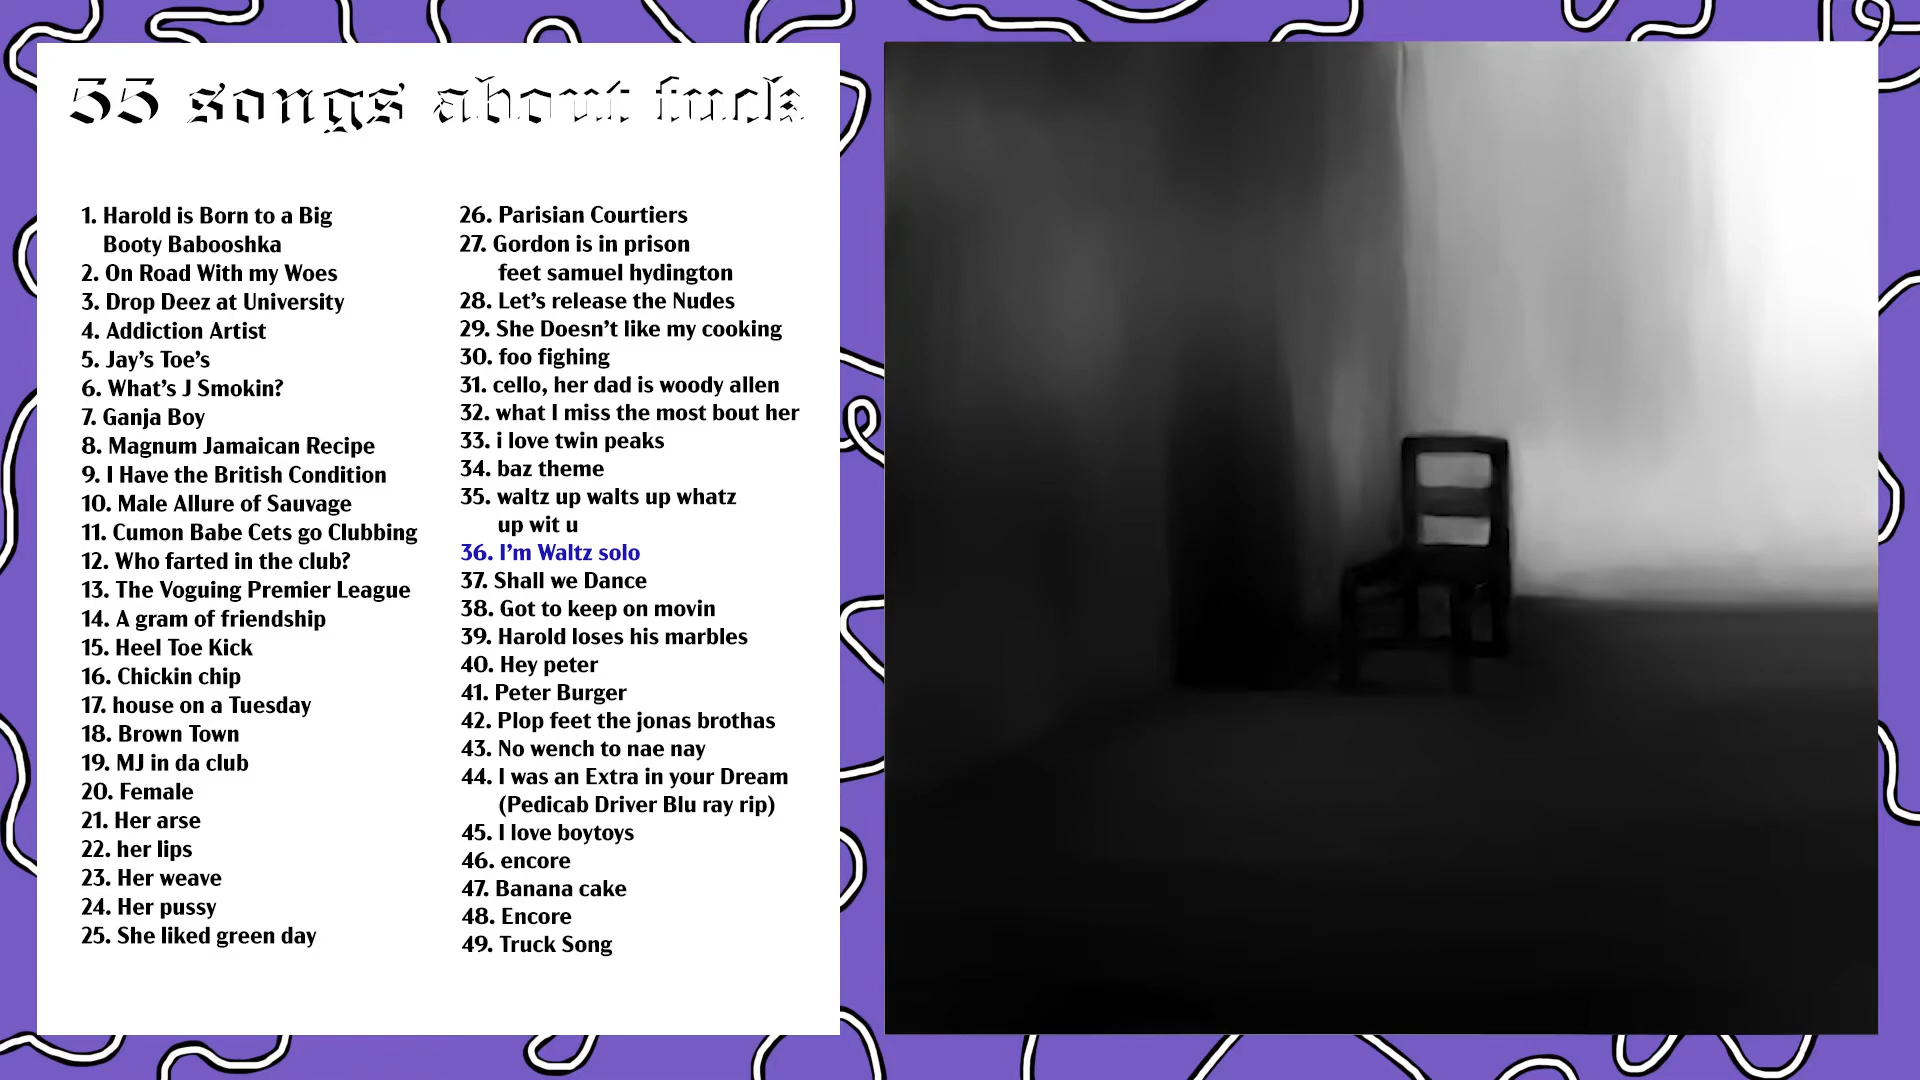 55 songs about fuck
1. Harold is Born to a Big
Booty Babooshka
2. On Road With my Woes
3. Drop Deez at University
4. Addiction Artist
5. Jay’s Toe’s
6. What’s J Smokin?
7. Ganja Boy
8. Magnum Jamaican Recipe
9. I Have the British Condition
10. Male Allure of Sauvage
11. Cumon Babe Cets go Clubbing
12. Who farted in the club?
13. The Voguing Premier League
14. A gram of friendship
15. Heel Toe Kick
16. Chickin chip
17. house on a Tuesday
18. Brown Town
19. MJ in da club
20. Female
21. Her arse
22. her lips
23. Her weave
24. Her pussy
25. She liked green day
26. Parisian Courtiers
27. Gordon is in prison
feet samuel hydington
28. Let’s release the Nudes
29. She Doesn’t like my cooking
30. foo fighing
31. cello, her dad is woody allen
32. what I miss the most bout her
33. i love twin peaks
34. baz theme
35. waltz up walts up whatz
up wit u
36. I’m Waltz solo
37. Shall we Dance
38. Got to keep on movin
39. Harold loses his marbles
40. Hey peter
41. Peter Burger
42. Plop feet the jonas brothas
43. No wench to nae nay
44. I was an Extra in your Dream
(Pedicab Driver Blu ray rip)
45. I love boytoys
46. encore
47. Banana cake
48. Encore
49. Truck Song